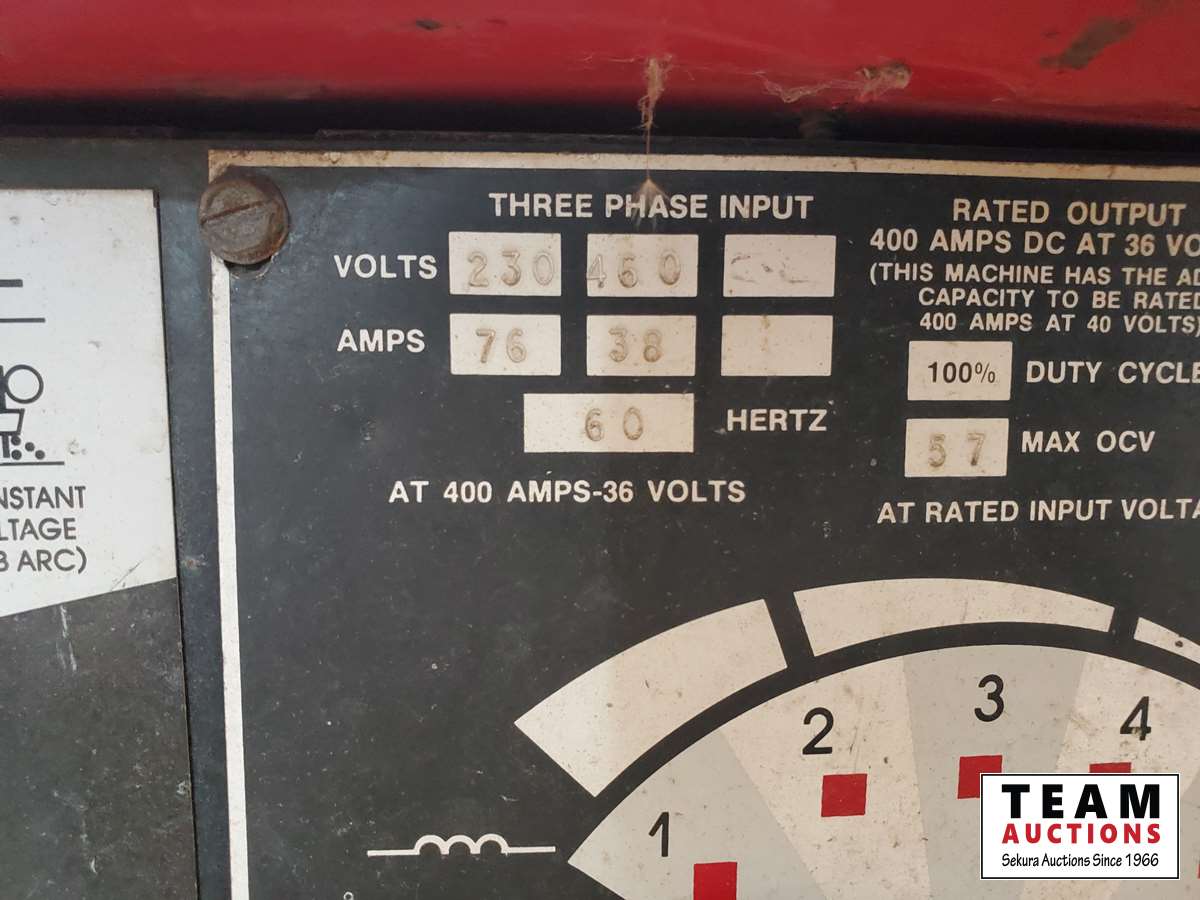 THREE PHASE INPUT
VOLTS 230 460
AMPS 76 38
60 HERTZ
AT 400 AMPS-36 VOLTS
RATED OUTPUT
400 AMPS DC AT 36 VO
(THIS MACHINE HAS THE AD
CAPACITY TO BE RATED
400 AMPS AT 40 VOLTS)
100% DUTY CYCLE
57 MAX OCV
AT RATED INPUT VOLTA
NSTANT
LTAGE
B ARC)
1 2 3 4
TEAM
AUCTIONS
Sekura Auctions Since 1966